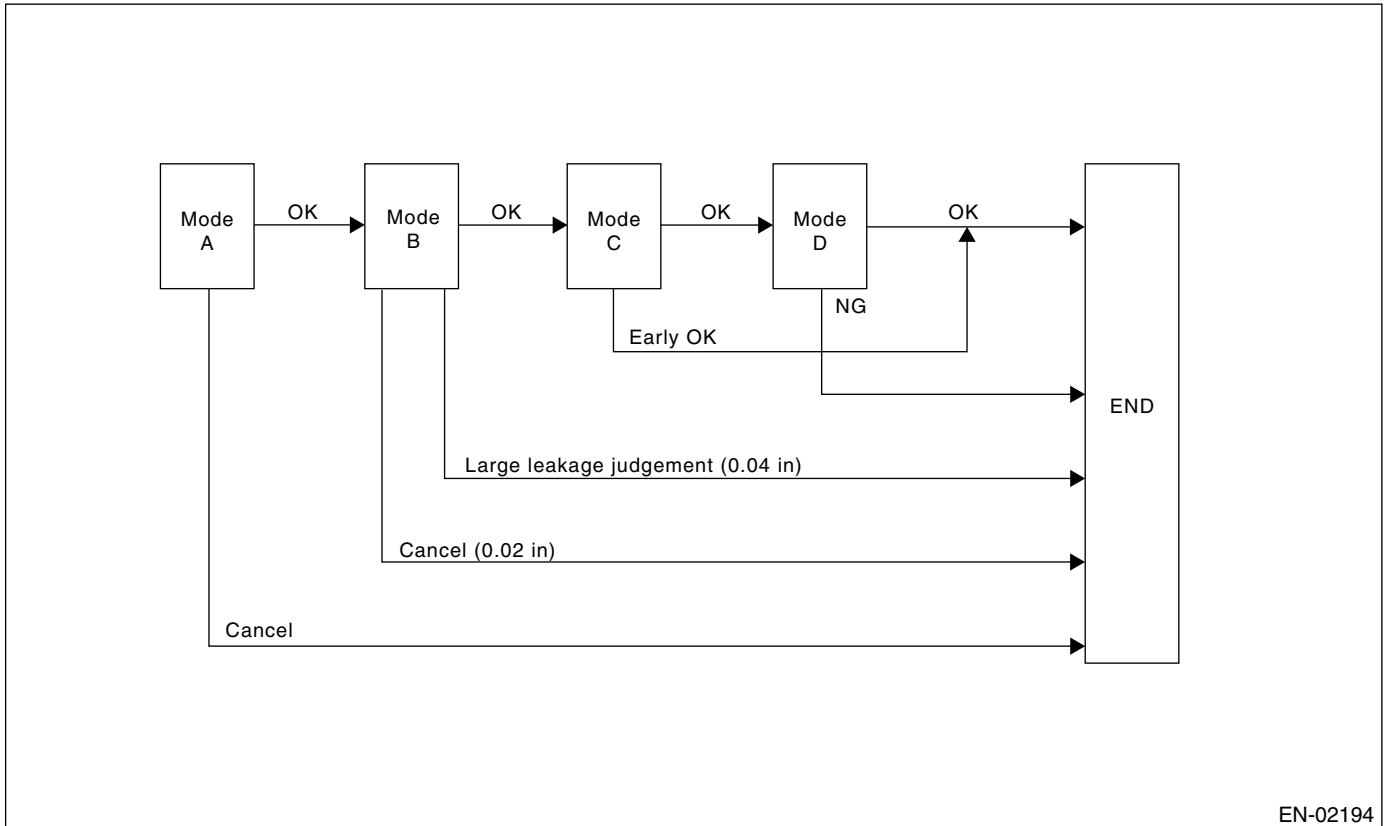 Mode
A
OK
Mode
B
OK
Mode
C
OK
Mode
D
OK
NG
Early OK
END
Large leakage judgement (0.04 in)
Cancel (0.02 in)
Cancel
EN-02194